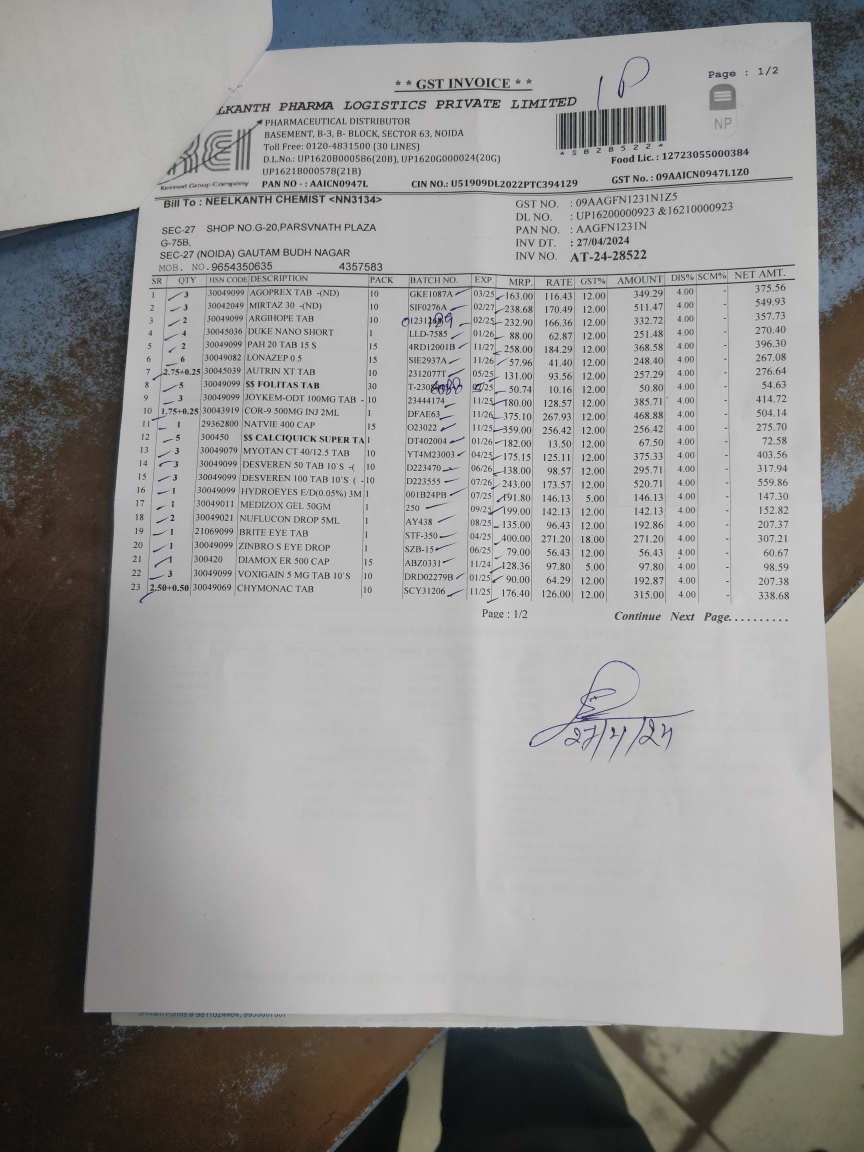 * * GST INVOICE * *
Page : 1/2
LKANTH PHARMA LOGISTICS PRIVATE LIMITED
PHARMACEUTICAL DISTRIBUTOR
BASEMENT, B-3, B- BLOCK, SECTOR 63, NOIDA
Toll Free: 0120-4831500 (30 LINES)
D.L.No.: UP1620B000586(20B), UP1620G000024(20G)
UP1621B000578(21B)
PAN NO - : AAICN0947L CIN NO.: U51909DL2022PTC394129
NP
* S B 2 8 5 2 2 *
Food Lic. : 12723055000384
GST No. : 09AAICN0947L1Z0
KEI
Keimed Group Company
Bill To : NEELKANTH CHEMIST <NN3134>
SEC-27 SHOP NO.G-20,PARSVNATH PLAZA
G-75B,
SEC-27 (NOIDA) GAUTAM BUDH NAGAR
MOB. NO. 9654350635 4357583
GST NO. : 09AAGFN1231N1Z5
DL NO. : UP16200000923 &16210000923
PAN NO. : AAGFN1231N
INV DT. : 27/04/2024
INV NO. AT-24-28522
SR QTY HSN CODE DESCRIPTION PACK BATCH NO. EXP MRP. RATE GST% AMOUNT DIS% SCM% NET AMT.
1 3 30049099 AGOPREX TAB -(ND) 10 GKE1087A 03/25 163.00 116.43 12.00 349.29 4.00 - 375.56
2 3 30042049 MIRTAZ 30 -(ND) 10 SIF0276A 02/27 238.68 170.49 12.00 511.47 4.00 - 549.93
3 2 30049099 ARGIHOPE TAB 10 02/25 232.90 166.36 12.00 332.72 4.00 - 357.73
4 4 30045036 DUKE NANO SHORT 1 LLD-7585 01/26 88.00 62.87 12.00 251.48 4.00 - 270.40
5 2 30049099 PAH 20 TAB 15 S 15 4RD12001B 11/27 258.00 184.29 12.00 368.58 4.00 - 396.30
6 6 30049082 LONAZEP 0.5 15 SIE2937A 11/26 57.96 41.40 12.00 248.40 4.00 - 267.08
7 2.75+0.25 30045039 AUTRIN XT TAB 10 2312077T 05/25 131.00 93.56 12.00 257.29 4.00 - 276.64
8 5 30049099 $$ FOLITAS TAB 30 50.74 10.16 12.00 50.80 4.00 - 54.63
9 3 30049099 JOYKEM-ODT 100MG TAB - 10 23444174 11/25 180.00 128.57 12.00 385.71 4.00 - 414.72
10 1.75+0.25 30043919 COR-9 500MG INJ 2ML 1 DFAE63 11/26 375.10 267.93 12.00 468.88 4.00 - 504.14
11 1 29362800 NATVIE 400 CAP 15 O23022 11/25 359.00 256.42 12.00 256.42 4.00 - 275.70
12 5 300450 $$ CALCIQUICK SUPER TA 1 DT402004 01/26 182.00 13.50 12.00 67.50 4.00 - 72.58
13 3 30049079 MYOTAN CT 40/12.5 TAB 10 YT4M23003 04/25 175.15 125.11 12.00 375.33 4.00 - 403.56
14 3 30049099 DESVEREN 50 TAB 10`S -( 10 D223470 06/26 138.00 98.57 12.00 295.71 4.00 - 317.94
15 3 30049099 DESVEREN 100 TAB 10`S ( - 10 D223555 07/26 243.00 173.57 12.00 520.71 4.00 - 559.86
16 1 30049099 HYDROEYES E/D(0.05%) 3M 1 001B24PB 07/25 191.80 146.13 5.00 146.13 4.00 - 147.30
17 1 30049011 MEDIZOX GEL 50GM 1 250 09/25 199.00 142.13 12.00 142.13 4.00 - 152.82
18 2 30049021 NUFLUCON DROP 5ML 1 AY438 08/25 135.00 96.43 12.00 192.86 4.00 - 207.37
19 1 21069099 BRITE EYE TAB 1 STF-350 04/25 400.00 271.20 18.00 271.20 4.00 - 307.21
20 1 30049099 ZINBRO S EYE DROP 1 SZB-15 06/25 79.00 56.43 12.00 56.43 4.00 - 60.67
21 1 300420 DIAMOX ER 500 CAP 15 ABZ0331 11/24 128.36 97.80 5.00 97.80 4.00 - 98.59
22 3 30049099 VOXIGAIN 5 MG TAB 10`S 10 DRD02279B 01/25 90.00 64.29 12.00 192.87 4.00 - 207.38
23 2.50+0.50 30049069 CHYMONAC TAB 10 SCY31206 11/25 176.40 126.00 12.00 315.00 4.00 - 338.68
Page : 1/2 Continue Next Page..........
27/4/24